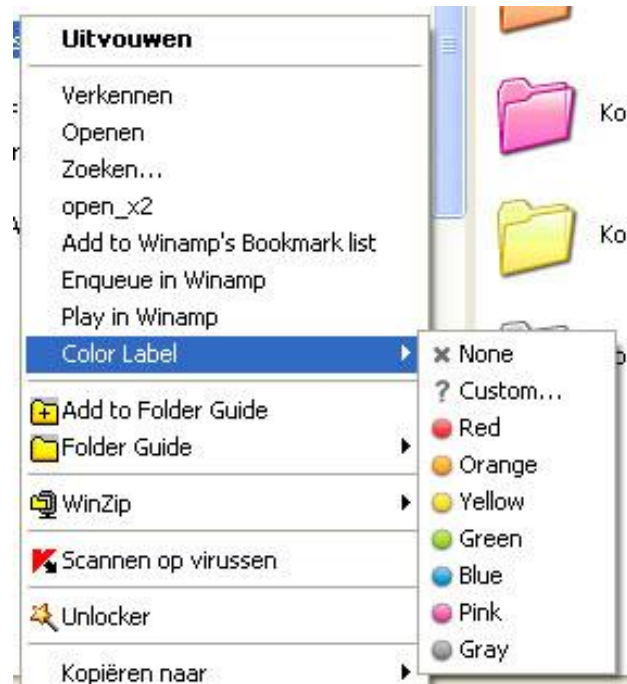 Uitvouwen
Verkennen
Openen
Zoeken...
open_x2
Add to Winamp's Bookmark list
Enqueue in Winamp
Play in Winamp
Color Label
Add to Folder Guide
Folder Guide
WinZip
Scannen op virussen
Unlocker
Kopiëren naar
None
Custom...
Red
Orange
Yellow
Green
Blue
Pink
Gray
Ko
Ko